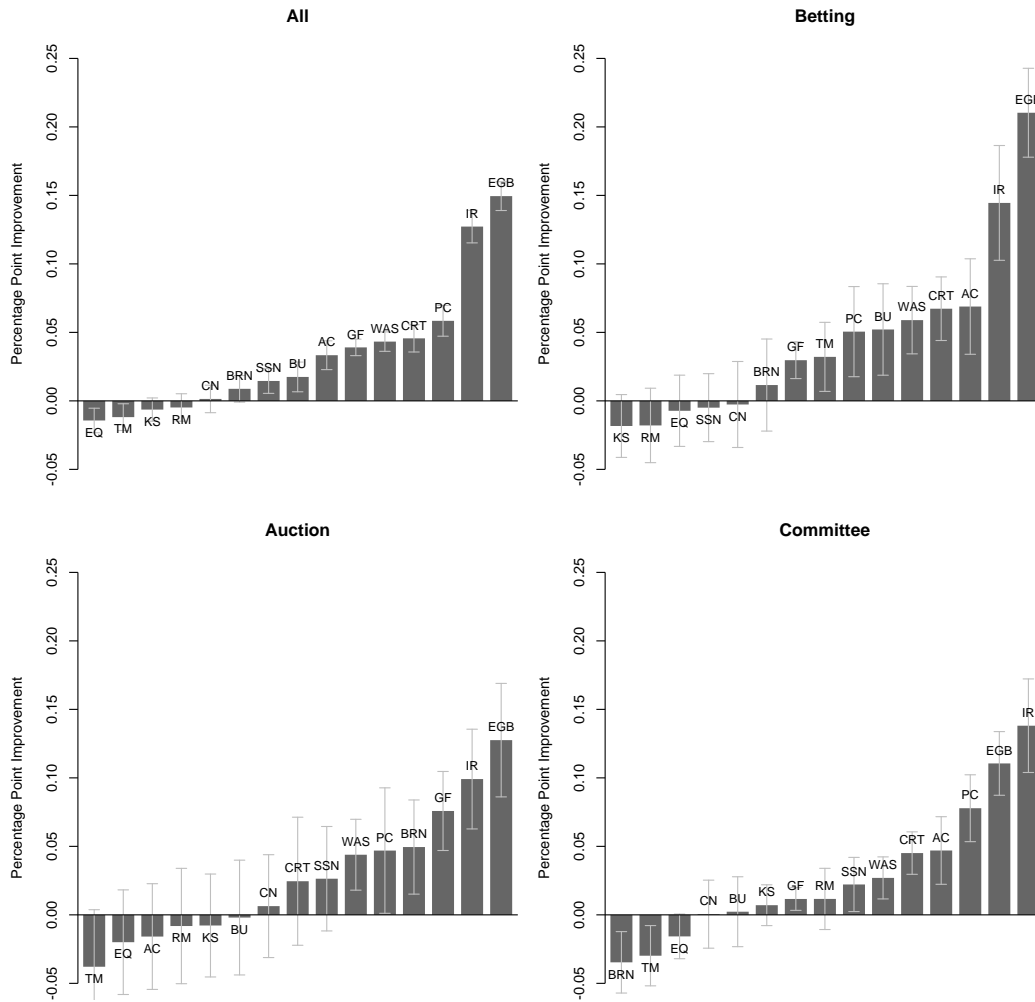 All
Percentage Point Improvement
0.25
0.20
0.15
0.10
0.05
0.00
-0.05
EQ
TM
KS
RM
CN
BRN
SSN
BU
AC
GF
WAS
CRT
PC
IR
EGB
Betting
Percentage Point Improvement
0.25
0.20
0.15
0.10
0.05
0.00
-0.05
KS
RM
EQ
SSN
CN
BRN
GF
TM
PC
BU
WAS
CRT
AC
IR
EGB
Auction
Percentage Point Improvement
0.25
0.20
0.15
0.10
0.05
0.00
-0.05
TM
EQ
AC
RM
KS
BU
CN
CRT
SSN
WAS
PC
BRN
GF
IR
EGB
Committee
Percentage Point Improvement
0.25
0.20
0.15
0.10
0.05
0.00
-0.05
BRN
TM
EQ
CN
BU
KS
GF
RM
SSN
WAS
CRT
AC
PC
EGB
IR